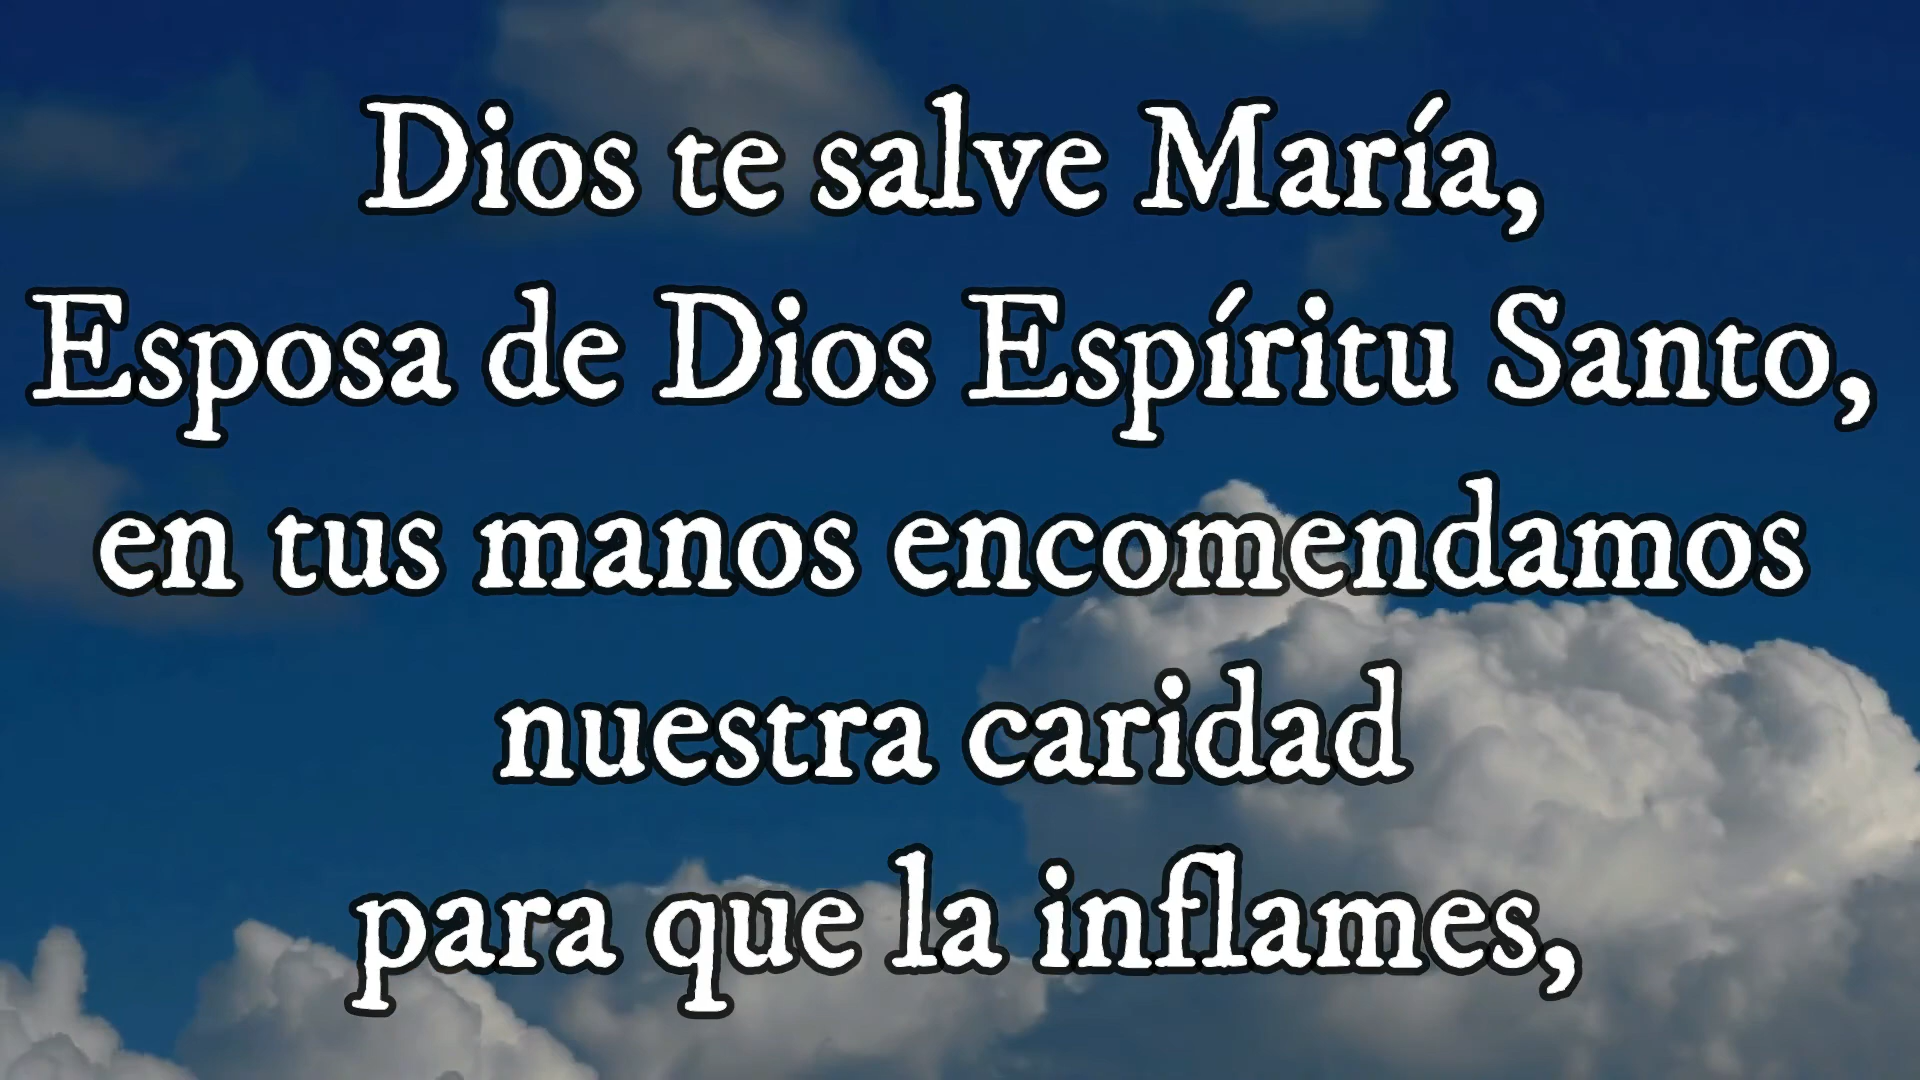 Dios te salve María,
Esposa de Dios Espíritu Santo,
en tus manos encomendamos
nuestra caridad
para que la inflames,